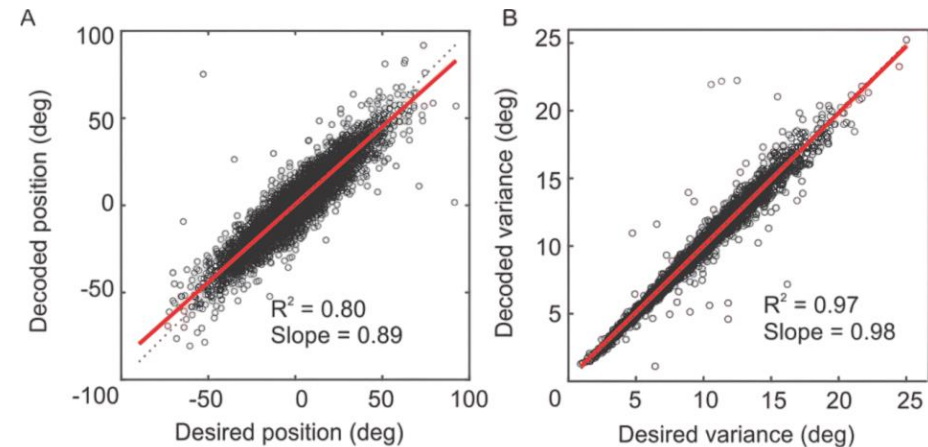 A
B
Decoded position (deg)
100
50
0
-50
100
-100
-50
0
50
100
Desired position (deg)
R² = 0.80
Slope = 0.89
Decoded variance (deg)
25
20
15
10
5
0
5
10
15
20
25
Desired variance (deg)
R² = 0.97
Slope = 0.98